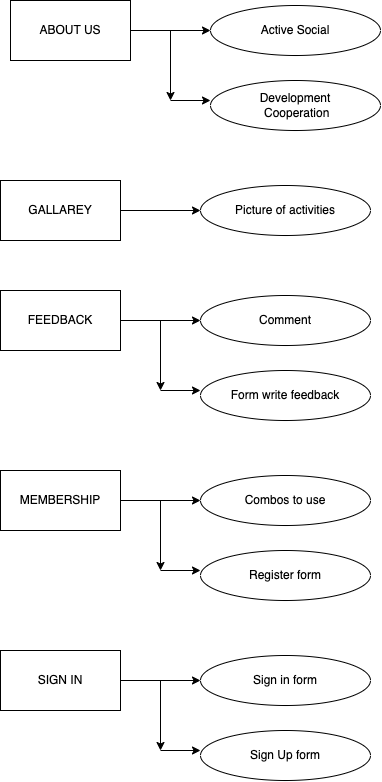 ABOUT US
Active Social
Development
Cooperation
GALLAREY
Picture of activities
FEEDBACK
Comment
Form write feedback
MEMBERSHIP
Combos to use
Register form
SIGN IN
Sign in form
Sign Up form